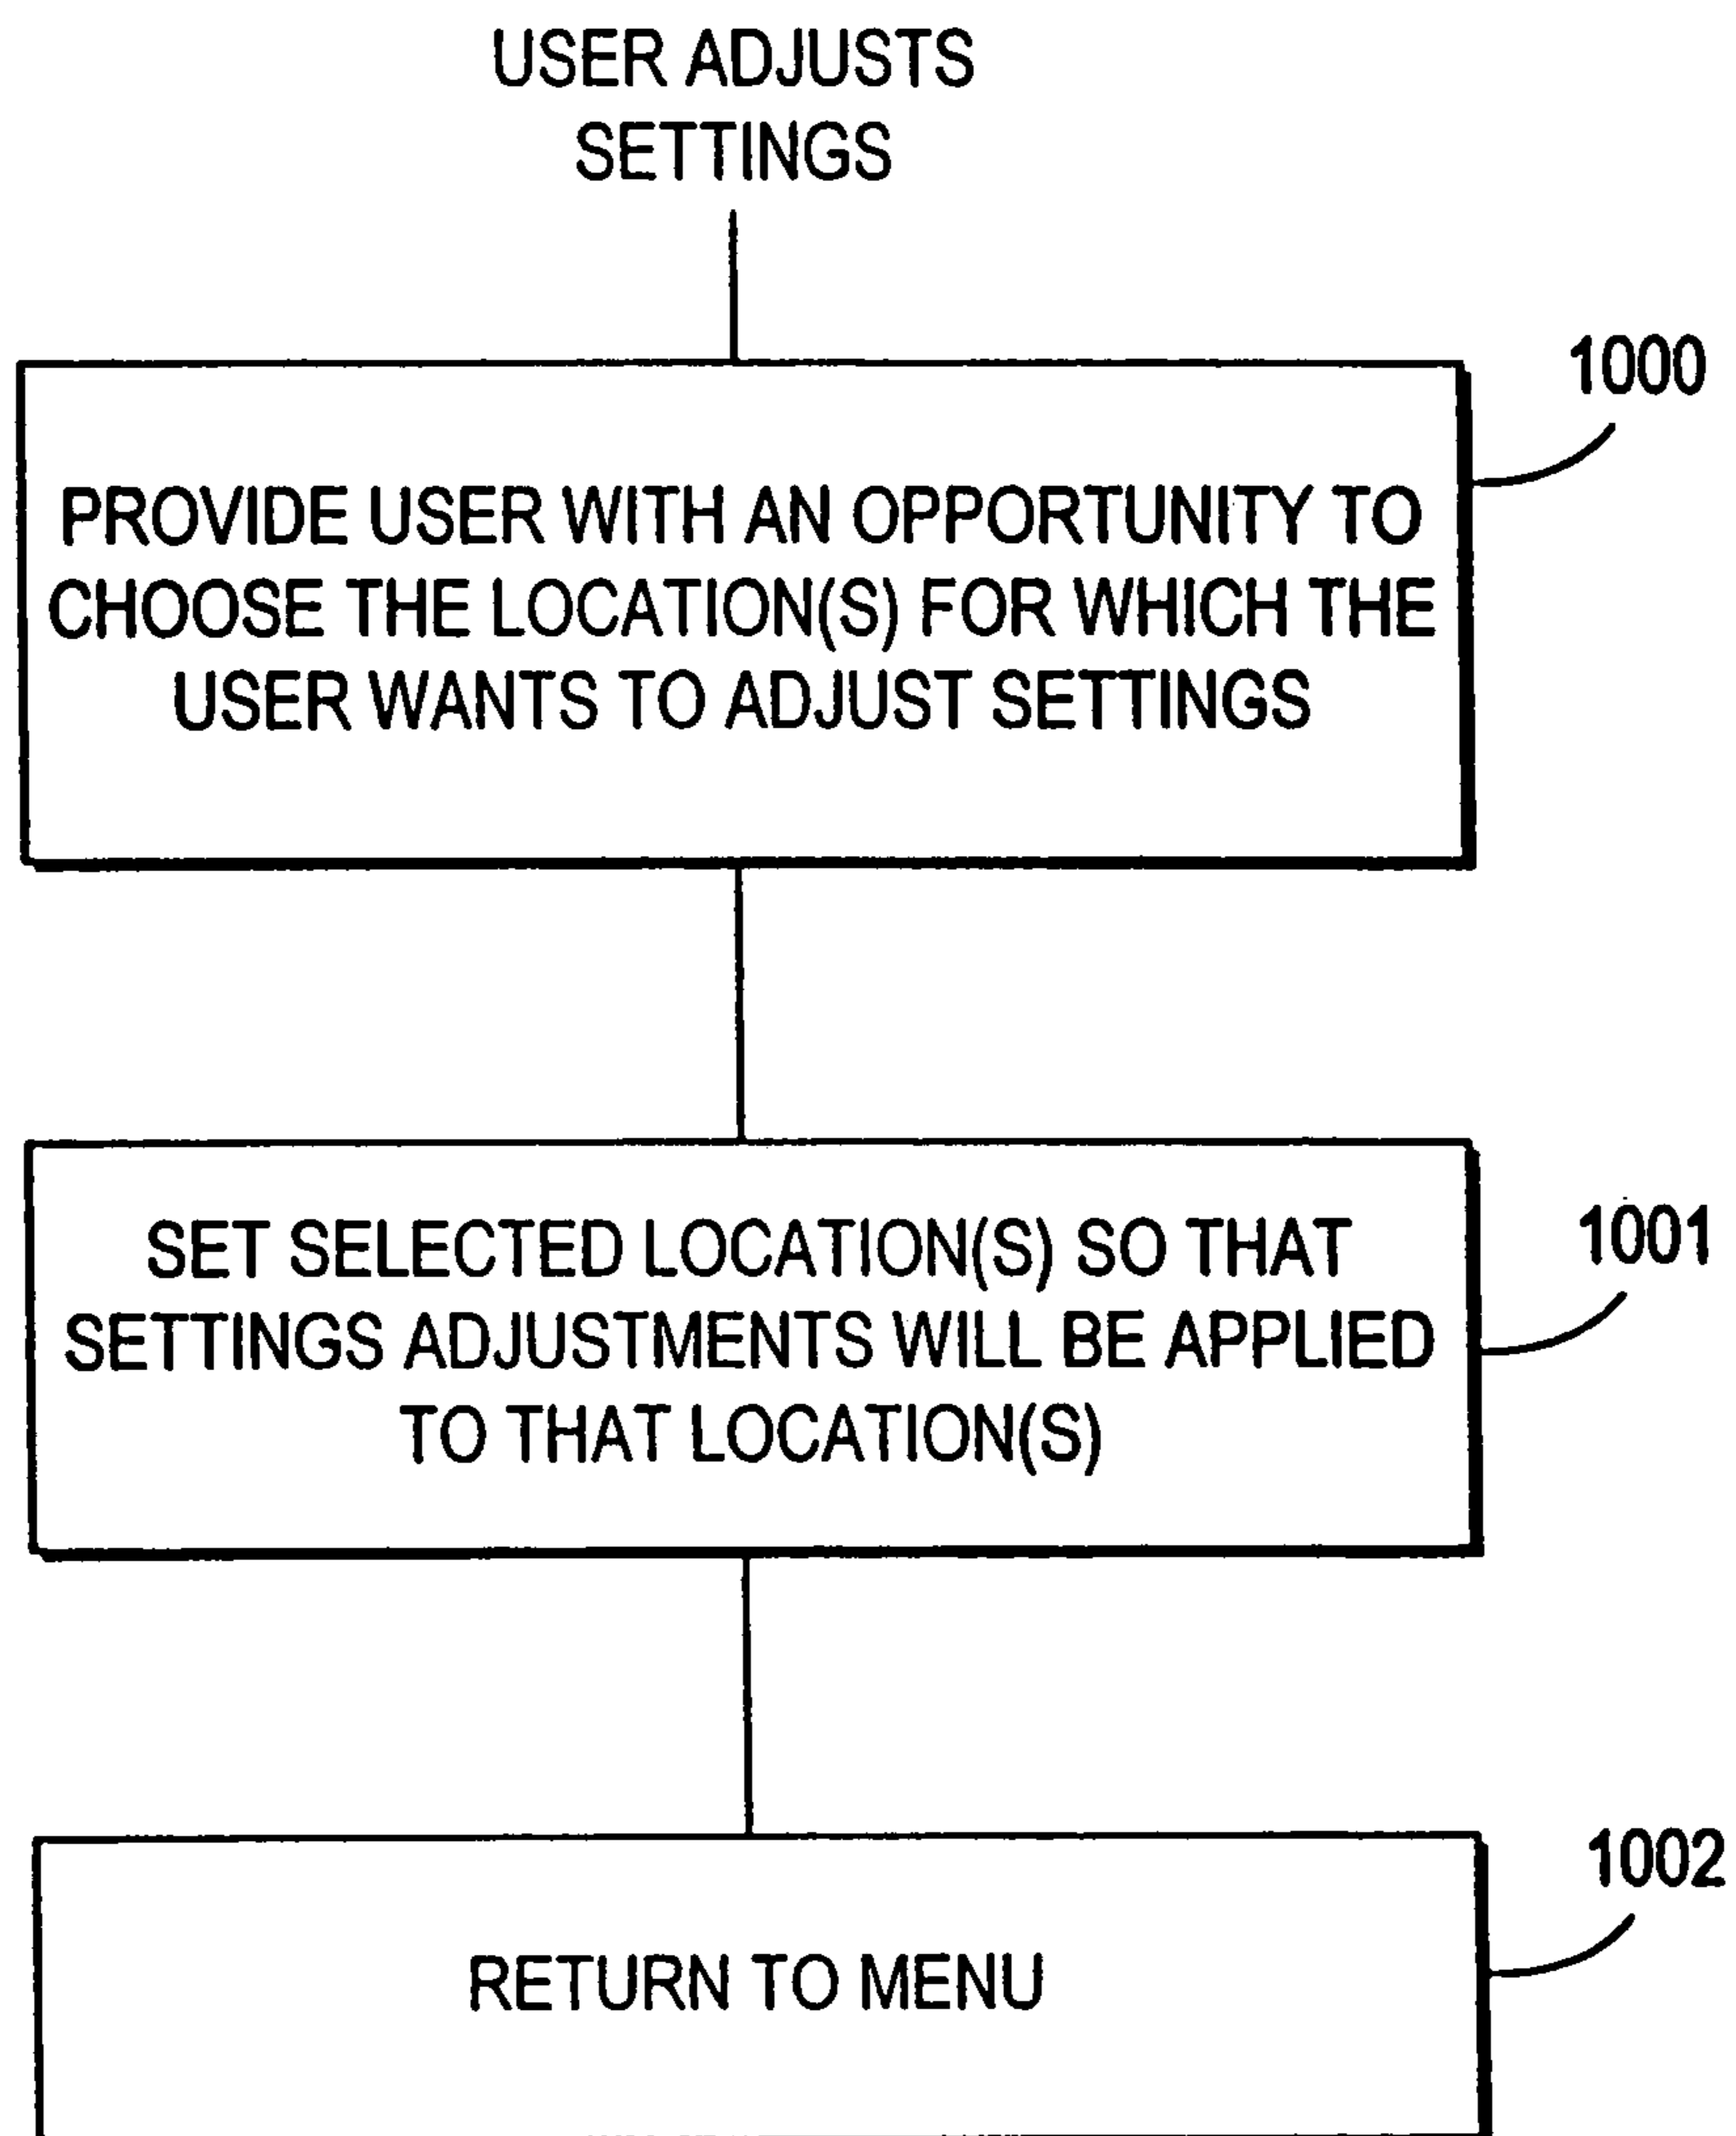 USER ADJUSTS
SETTINGS
1000
PROVIDE USER WITH AN OPPORTUNITY TO
CHOOSE THE LOCATION(S) FOR WHICH THE
USER WANTS TO ADJUST SETTINGS
1001
SET SELECTED LOCATION(S) SO THAT
SETTINGS ADJUSTMENTS WILL BE APPLIED
TO THAT LOCATION(S)
1002
RETURN TO MENU